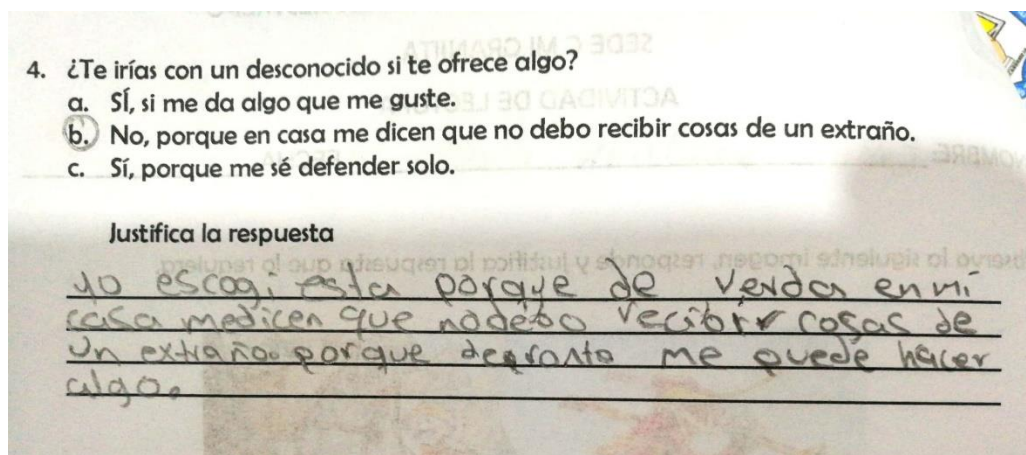 4. ¿Te irías con un desconocido si te ofrece algo?
a. SÍ, si me da algo que me guste.
b. No, porque en casa me dicen que no debo recibir cosas de un extraño.
c. Sí, porque me sé defender solo.
Justifica la respuesta
yo escogi esta porque de verda en mi
casa medicen que nodebo recibir cosas de
un extraño. porque depronto me puede hacer
algo.